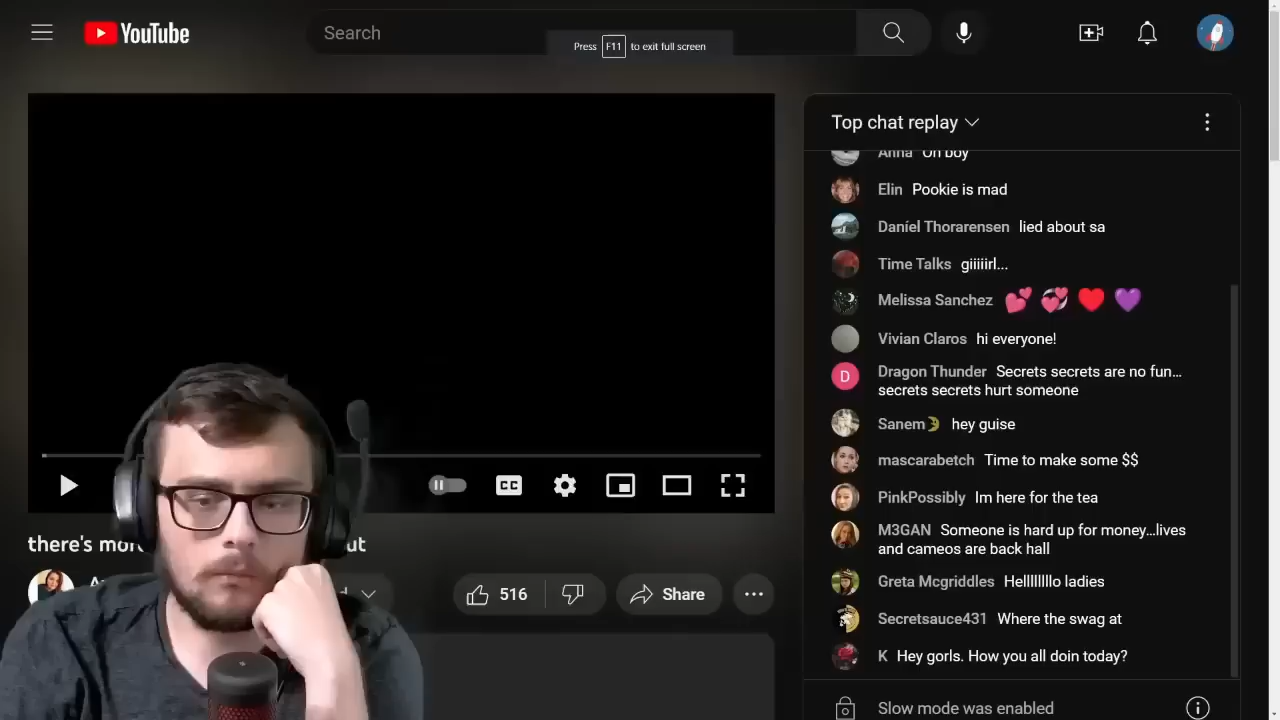 YouTube
Search
Press F11 to exit full screen
Top chat replay
Anna Oh boy
Elin Pookie is mad
Daníel Thorarensen lied about sa
Time Talks giiiiirl...
Melissa Sanchez 💕 💞 ❤️ 💜
Vivian Claros hi everyone!
D
Dragon Thunder Secrets secrets are no fun...
secrets secrets hurt someone
Sanem🌛 hey guise
mascarabetch Time to make some $$
PinkPossibly Im here for the tea
M3GAN Someone is hard up for money...lives
and cameos are back hall
Greta Mcgriddles Helllllllo ladies
Secretsauce431 Where the swag at
K Hey gorls. How you all doin today?
Slow mode was enabled
CC
there's
516
Share